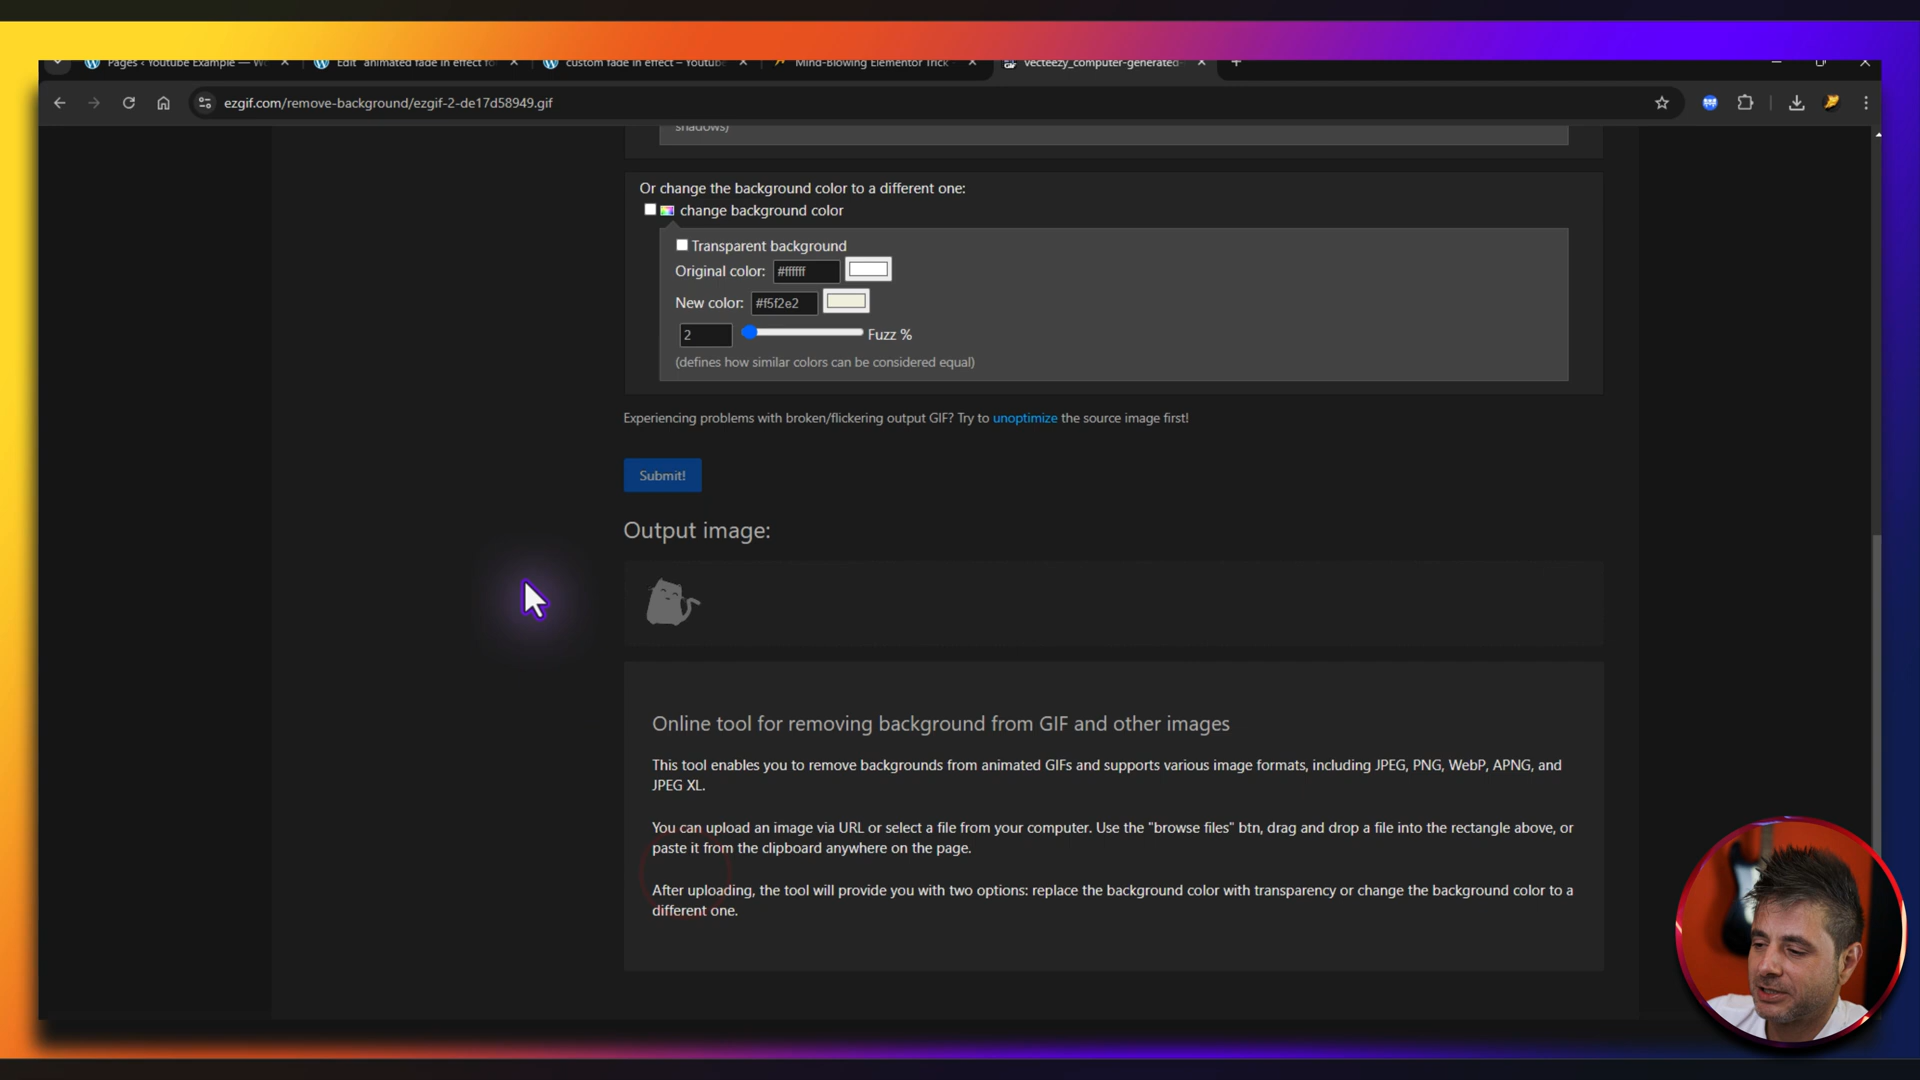 Pages ‹ Youtube Example — W
Edit "animated fade in effect fo
custom fade in effect – Youtube
Mind-Blowing Elementor Trick
vecteezy_computer-generated-
ezgif.com/remove-background/ezgif-2-de17d58949.gif
shadows)
Or change the background color to a different one:
change background color
Transparent background
Original color: #ffffff
New color: #f5f2e2
2 Fuzz %
(defines how similar colors can be considered equal)
Experiencing problems with broken/flickering output GIF? Try to unoptimize the source image first!
Submit!
Output image:
Online tool for removing background from GIF and other images
This tool enables you to remove backgrounds from animated GIFs and supports various image formats, including JPEG, PNG, WebP, APNG, and
JPEG XL.
You can upload an image via URL or select a file from your computer. Use the "browse files" btn, drag and drop a file into the rectangle above, or
paste it from the clipboard anywhere on the page.
After uploading, the tool will provide you with two options: replace the background color with transparency or change the background color to a
different one.